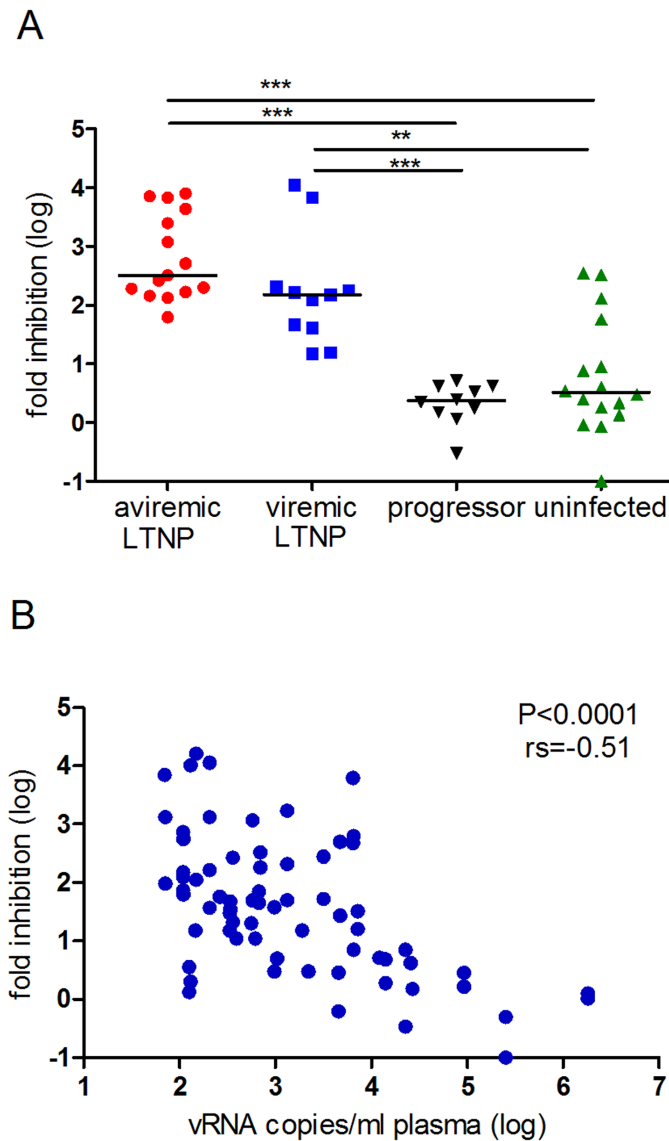 A
***
***
**
***
5
4
3
2
1
0
-1
fold inhibition (log)
aviremic LTNP
viremic LTNP
progressor
uninfected
B
P<0.0001
rs=-0.51
5
4
3
2
1
0
-1
fold inhibition (log)
1 2 3 4 5 6 7
vRNA copies/ml plasma (log)